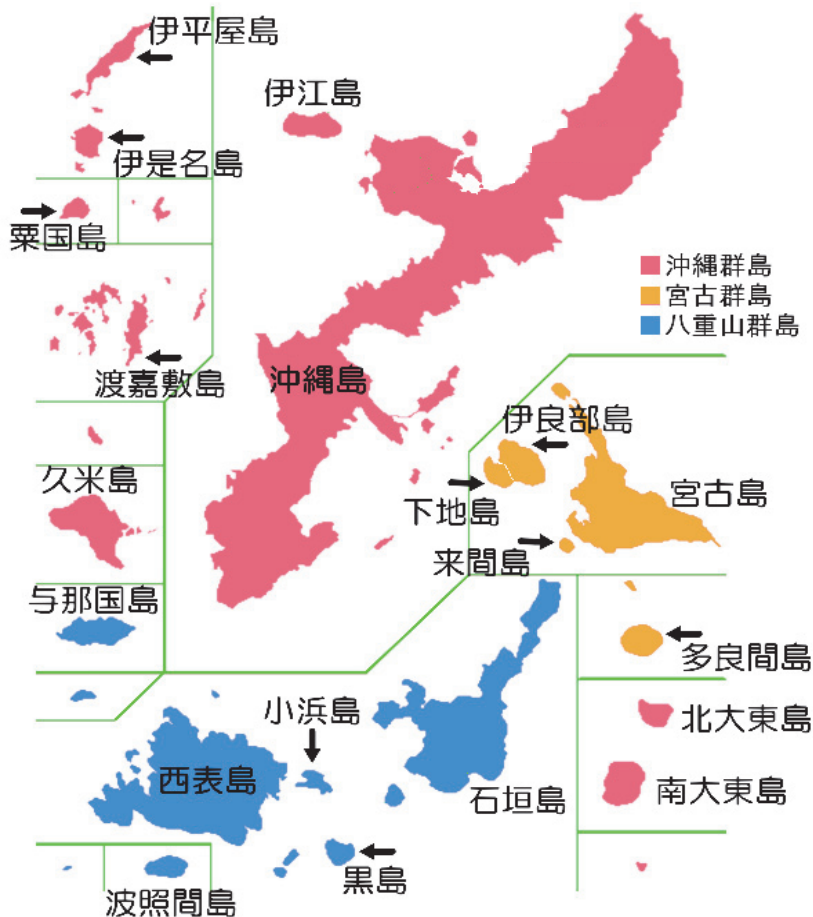 伊平屋島
伊江島
伊是名島
粟国島
沖縄群島
宮古群島
八重山群島
渡嘉敷島
沖縄島
伊良部島
久米島
下地島
宮古島
来間島
与那国島
多良間島
小浜島
北大東島
西表島
石垣島
南大東島
黒島
波照間島